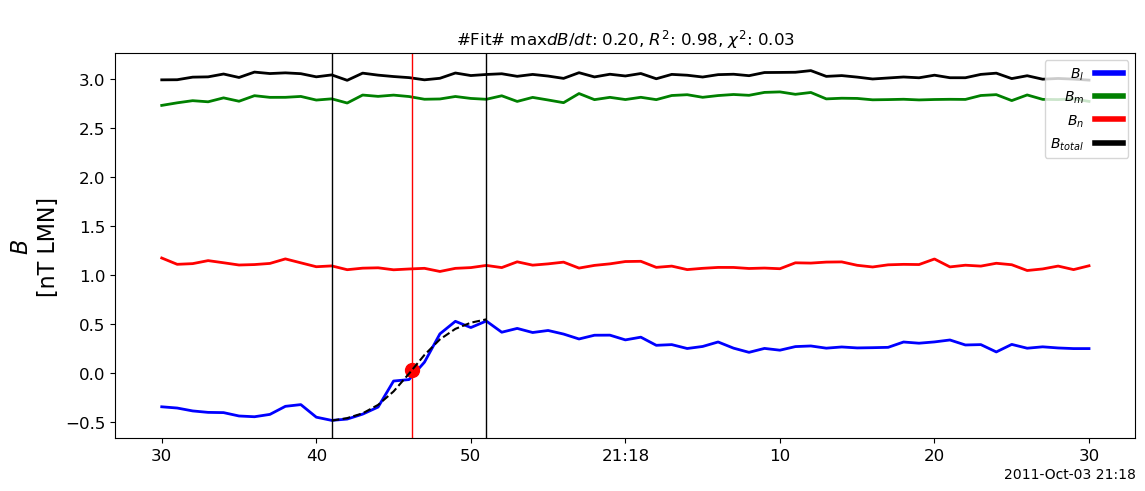 #Fit# maxdB/dt: 0.20, R²: 0.98, χ²: 0.03
B
[nT LMN]
3.0
2.5
2.0
1.5
1.0
0.5
0.0
−0.5
B_l
B_m
B_n
B_total
30
40
50
21:18
10
20
30
2011-Oct-03 21:18